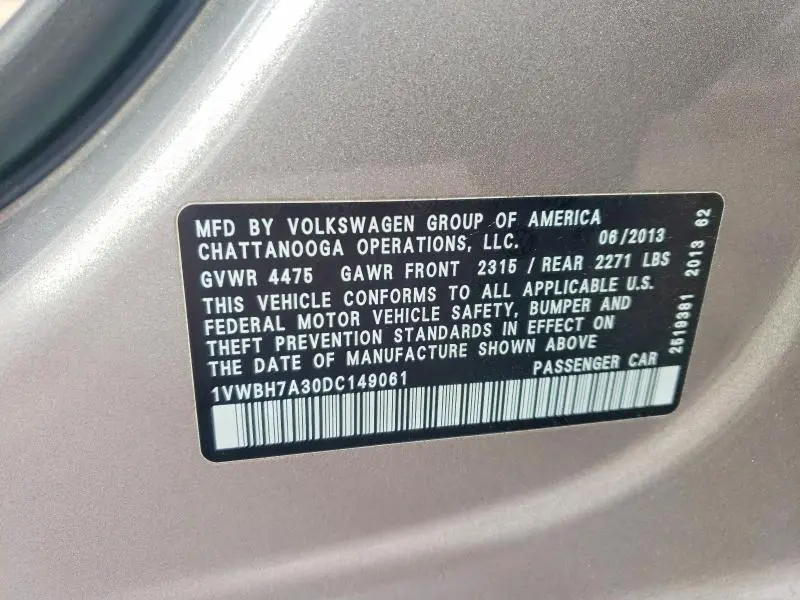 MFD BY VOLKSWAGEN GROUP OF AMERICA
CHATTANOOGA OPERATIONS, LLC. 06/2013
GVWR 4475 GAWR FRONT 2315 / REAR 2271 LBS
THIS VEHICLE CONFORMS TO ALL APPLICABLE U.S.
FEDERAL MOTOR VEHICLE SAFETY, BUMPER AND
THEFT PREVENTION STANDARDS IN EFFECT ON
THE DATE OF MANUFACTURE SHOWN ABOVE
1VWBH7A30DC149061 PASSENGER CAR
2519361 2013 62